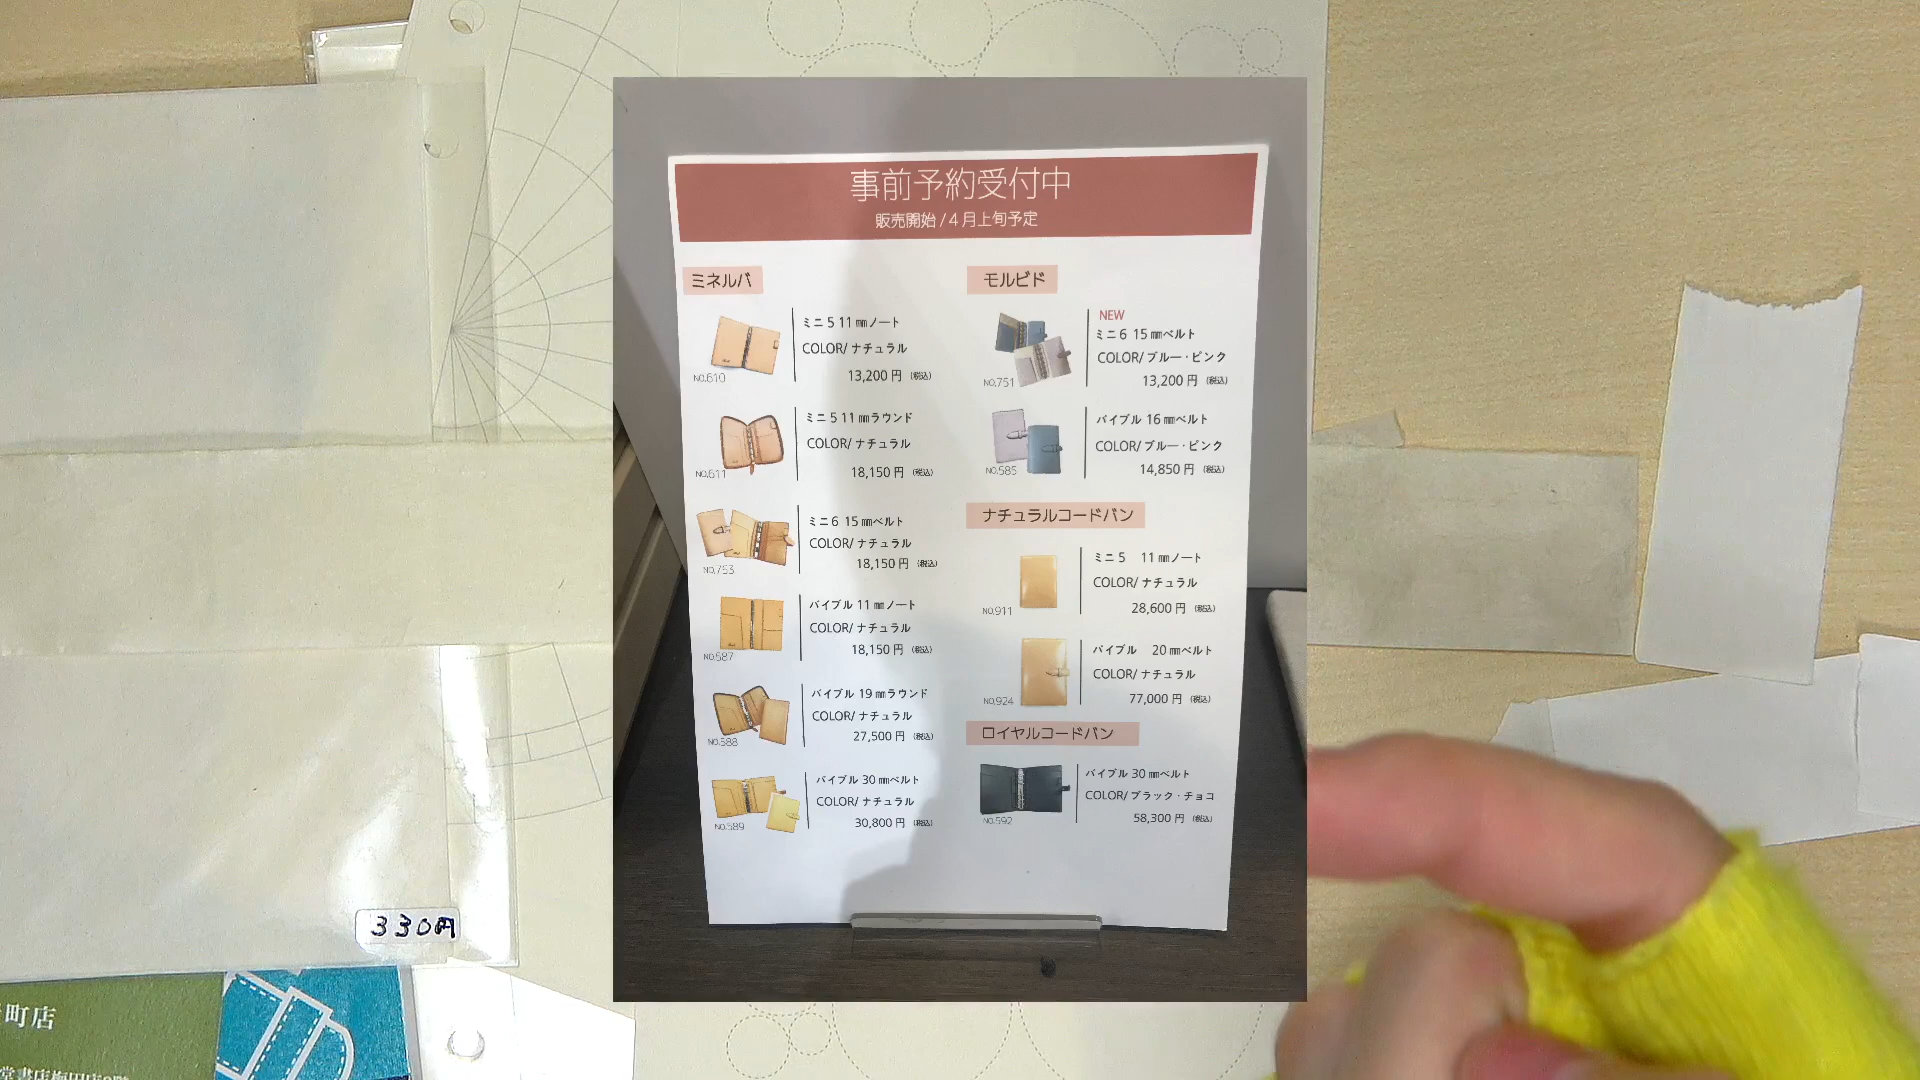 事前予約受付中
販売開始/4月上旬予定
ミネルバ
ミニ5 11㎜ノート
COLOR/ナチュラル
13,200円(税込)
NO.610
ミニ5 11㎜ラウンド
COLOR/ナチュラル
18,150円(税込)
NO.611
ミニ6 15㎜ベルト
COLOR/ナチュラル
18,150円(税込)
NO.753
バイブル 11㎜ノート
COLOR/ナチュラル
18,150円(税込)
NO.587
バイブル 19㎜ラウンド
COLOR/ナチュラル
27,500円(税込)
NO.588
バイブル 30㎜ベルト
COLOR/ナチュラル
30,800円(税込)
NO.589
モルビド
NEW
ミニ6 15㎜ベルト
COLOR/ブルー・ピンク
13,200円(税込)
NO.751
バイブル 16㎜ベルト
COLOR/ブルー・ピンク
14,850円(税込)
NO.585
ナチュラルコードバン
ミニ5 11㎜ノート
COLOR/ナチュラル
28,600円(税込)
NO.911
バイブル 20㎜ベルト
COLOR/ナチュラル
77,000円(税込)
NO.924
ロイヤルコードバン
バイブル 30㎜ベルト
COLOR/ブラック・チョコ
58,300円(税込)
NO.592
330円
町店
堂書店梅田店